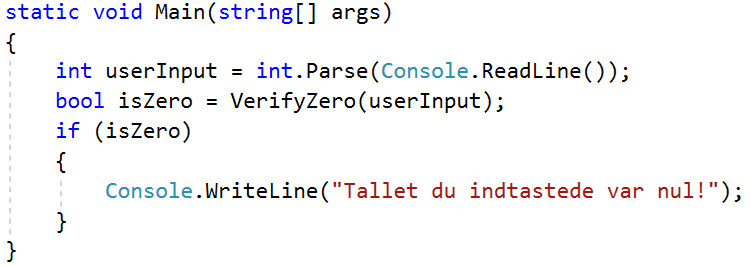 static void Main(string[] args)
{
    int userInput = int.Parse(Console.ReadLine());
    bool isZero = VerifyZero(userInput);
    if (isZero)
    {
        Console.WriteLine("Tallet du indtastede var nul!");
    }
}